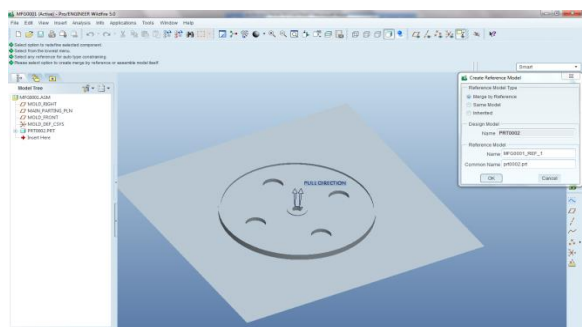 MFG0001 (Active) - Pro/ENGINEER Wildfire 5.0
File Edit View Insert Analysis Info Applications Tools Window Help
Select option to redefine selected component.
Select from the lowest menu.
Select any reference for auto type constraining.
Please select option to create merge by reference or assemble model itself.
Smart
Model Tree
MFG0001.ASM
MOLD_RIGHT
MAIN_PARTING_PLN
MOLD_FRONT
MOLD_DEF_CSYS
PRT0002.PRT
Insert Here
PULL DIRECTION
Create Reference Model
Reference Model Type
Merge by Reference
Same Model
Inherited
Design Model
Name PRT0002
Reference Model
Name MFG0001_REF_1
Common Name prt0002.prt
OK Cancel